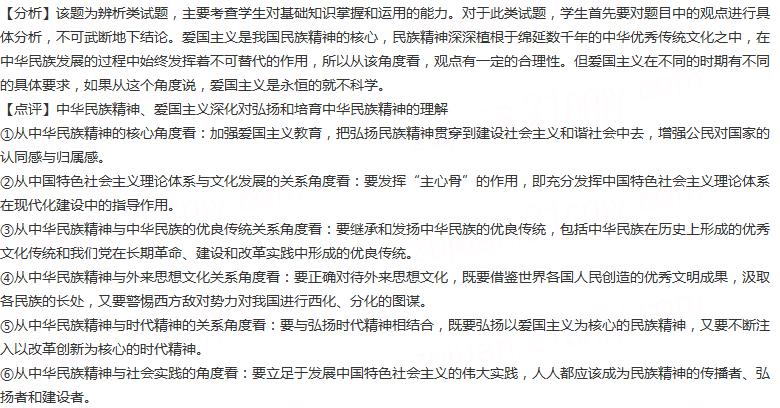 【分析】该题为辨析类试题，主要考查学生对基础知识掌握和运用的能力。对于此类试题，学生首先要对题目中的观点进行具
体分析，不可武断地下结论。爱国主义是我国民族精神的核心，民族精神深深植根于绵延数千年的中华优秀传统文化之中，在
中华民族发展的过程中始终发挥着不可替代的作用，所以从该角度看，观点有一定的合理性。但爱国主义在不同的时期有不同
的具体要求，如果从这个角度说，爱国主义是永恒的就不科学。
【点评】中华民族精神、爱国主义深化对弘扬和培育中华民族精神的理解
①从中华民族精神的核心角度看：加强爱国主义教育，把弘扬民族精神贯穿到建设社会主义和谐社会中去，增强公民对国家的
认同感与归属感。
②从中国特色社会主义理论体系与文化发展的关系角度看：要发挥“主心骨”的作用，即充分发挥中国特色社会主义理论体系
在现代化建设中的指导作用。
③从中华民族精神与中华民族的优良传统关系角度看：要继承和发扬中华民族的优良传统，包括中华民族在历史上形成的优秀
文化传统和我们党在长期革命、建设和改革实践中形成的优良传统。
④从中华民族精神与外来思想文化关系角度看：要正确对待外来思想文化，既要借鉴世界各国人民创造的优秀文明成果，汲取
各民族的长处，又要警惕西方敌对势力对我国进行西化、分化的图谋。
⑤从中华民族精神与时代精神的关系角度看：要与弘扬时代精神相结合，既要弘扬以爱国主义为核心的民族精神，又要不断注
入以改革创新为核心的时代精神。
⑥从中华民族精神与社会实践的角度看：要立足于发展中国特色社会主义的伟大实践，人人都应该成为民族精神的传播者、弘
扬者和建设者。